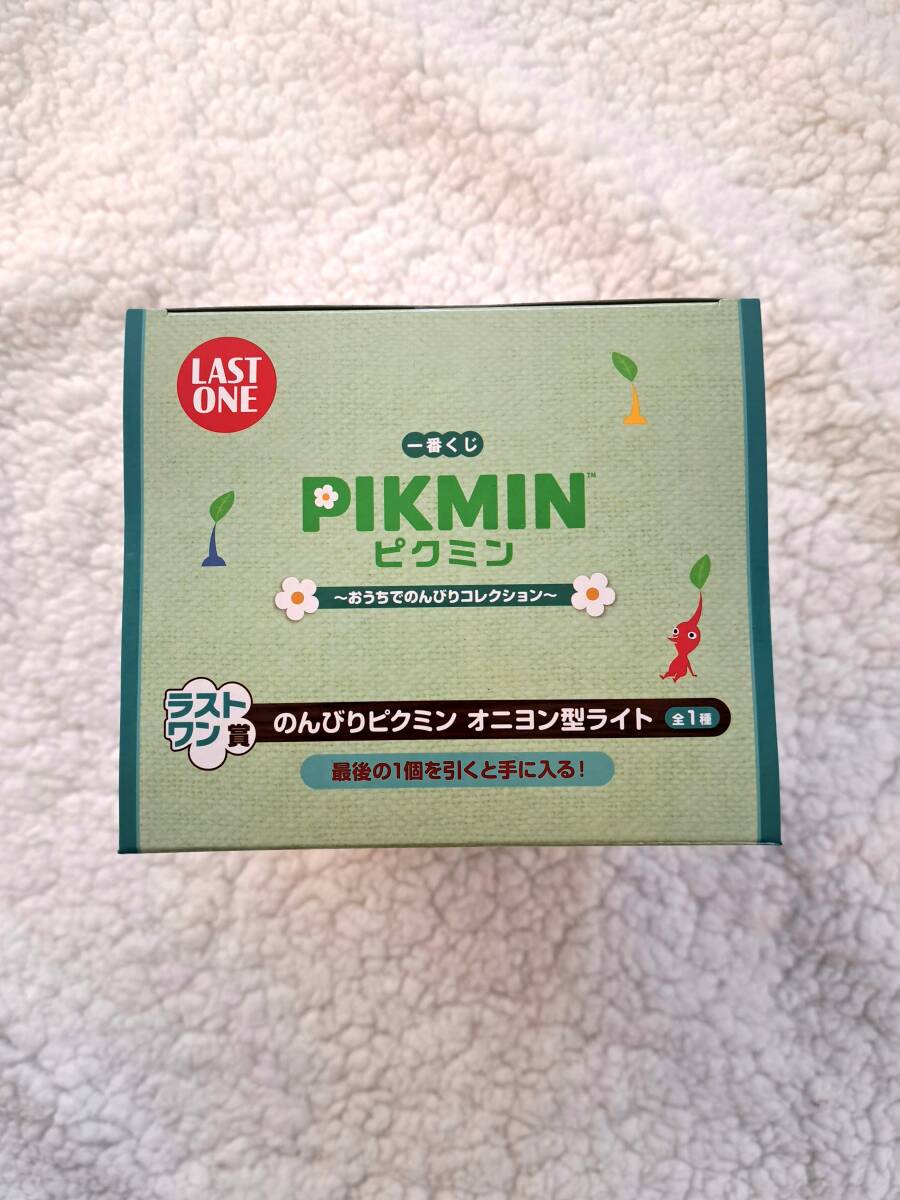 LAST
ONE
一番くじ
PIKMIN™
ピクミン
～おうちでのんびりコレクション～
ラスト
ワン賞
のんびりピクミン オニヨン型ライト 全1種
最後の1個を引くと手に入る!